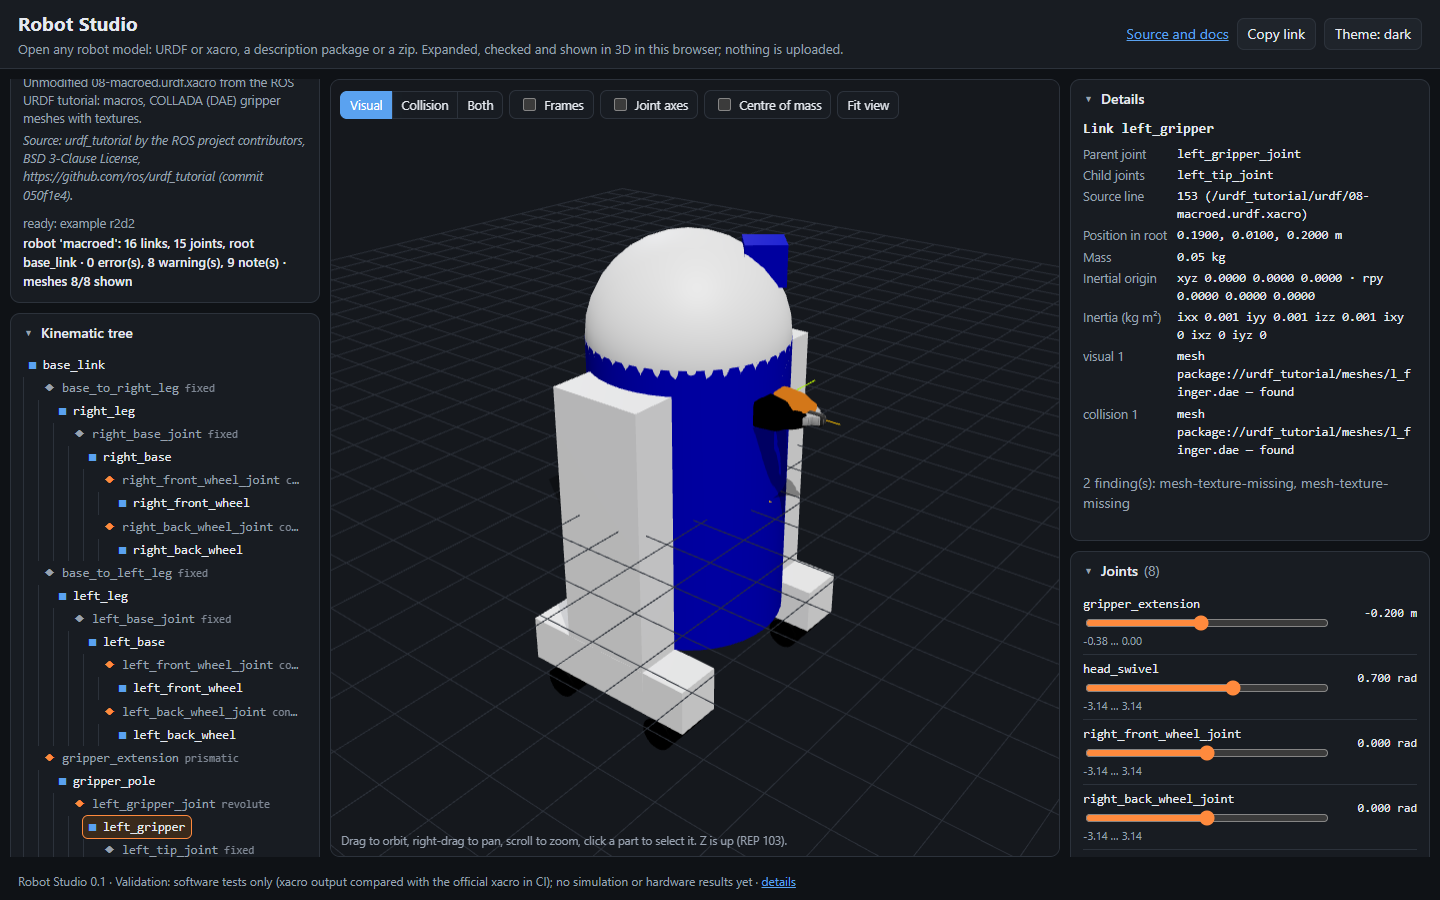 Robot Studio
Open any robot model: URDF or xacro, a description package or a zip. Expanded, checked and shown in 3D in this browser; nothing is uploaded.
Source and docs
Copy link
Theme: dark
Unmodified 08-macroed.urdf.xacro from the ROS
URDF tutorial: macros, COLLADA (DAE) gripper
meshes with textures.
Source: urdf_tutorial by the ROS project contributors,
BSD 3-Clause License,
https://github.com/ros/urdf_tutorial (commit
050f1e4).
ready: example r2d2
robot 'macroed': 16 links, 15 joints, root
base_link · 0 error(s), 8 warning(s), 9 note(s) ·
meshes 8/8 shown
Kinematic tree
base_link
base_to_right_leg fixed
right_leg
right_base_joint fixed
right_base
right_front_wheel_joint c…
right_front_wheel
right_back_wheel_joint co…
right_back_wheel
base_to_left_leg fixed
left_leg
left_base_joint fixed
left_base
left_front_wheel_joint co…
left_front_wheel
left_back_wheel_joint con…
left_back_wheel
gripper_extension prismatic
gripper_pole
left_gripper_joint revolute
left_gripper
left_tip_joint fixed
Visual
Collision
Both
Frames
Joint axes
Centre of mass
Fit view
Drag to orbit, right-drag to pan, scroll to zoom, click a part to select it. Z is up (REP 103).
Details
Link left_gripper
Parent joint left_gripper_joint
Child joints left_tip_joint
Source line 153 (/urdf_tutorial/urdf/08-
macroed.urdf.xacro)
Position in root 0.1900, 0.0100, 0.2000 m
Mass 0.05 kg
Inertial origin xyz 0.0000 0.0000 0.0000 · rpy
0.0000 0.0000 0.0000
Inertia (kg m²) ixx 0.001 iyy 0.001 izz 0.001 ixy
0 ixz 0 iyz 0
visual 1 mesh
package://urdf_tutorial/meshes/l_f
inger.dae — found
collision 1 mesh
package://urdf_tutorial/meshes/l_f
inger.dae — found
2 finding(s): mesh-texture-missing, mesh-texture-
missing
Joints (8)
gripper_extension
-0.200 m
-0.38 … 0.00
head_swivel
0.700 rad
-3.14 … 3.14
right_front_wheel_joint
0.000 rad
-3.14 … 3.14
right_back_wheel_joint
0.000 rad
-3.14 … 3.14
Robot Studio 0.1 · Validation: software tests only (xacro output compared with the official xacro in CI); no simulation or hardware results yet · details